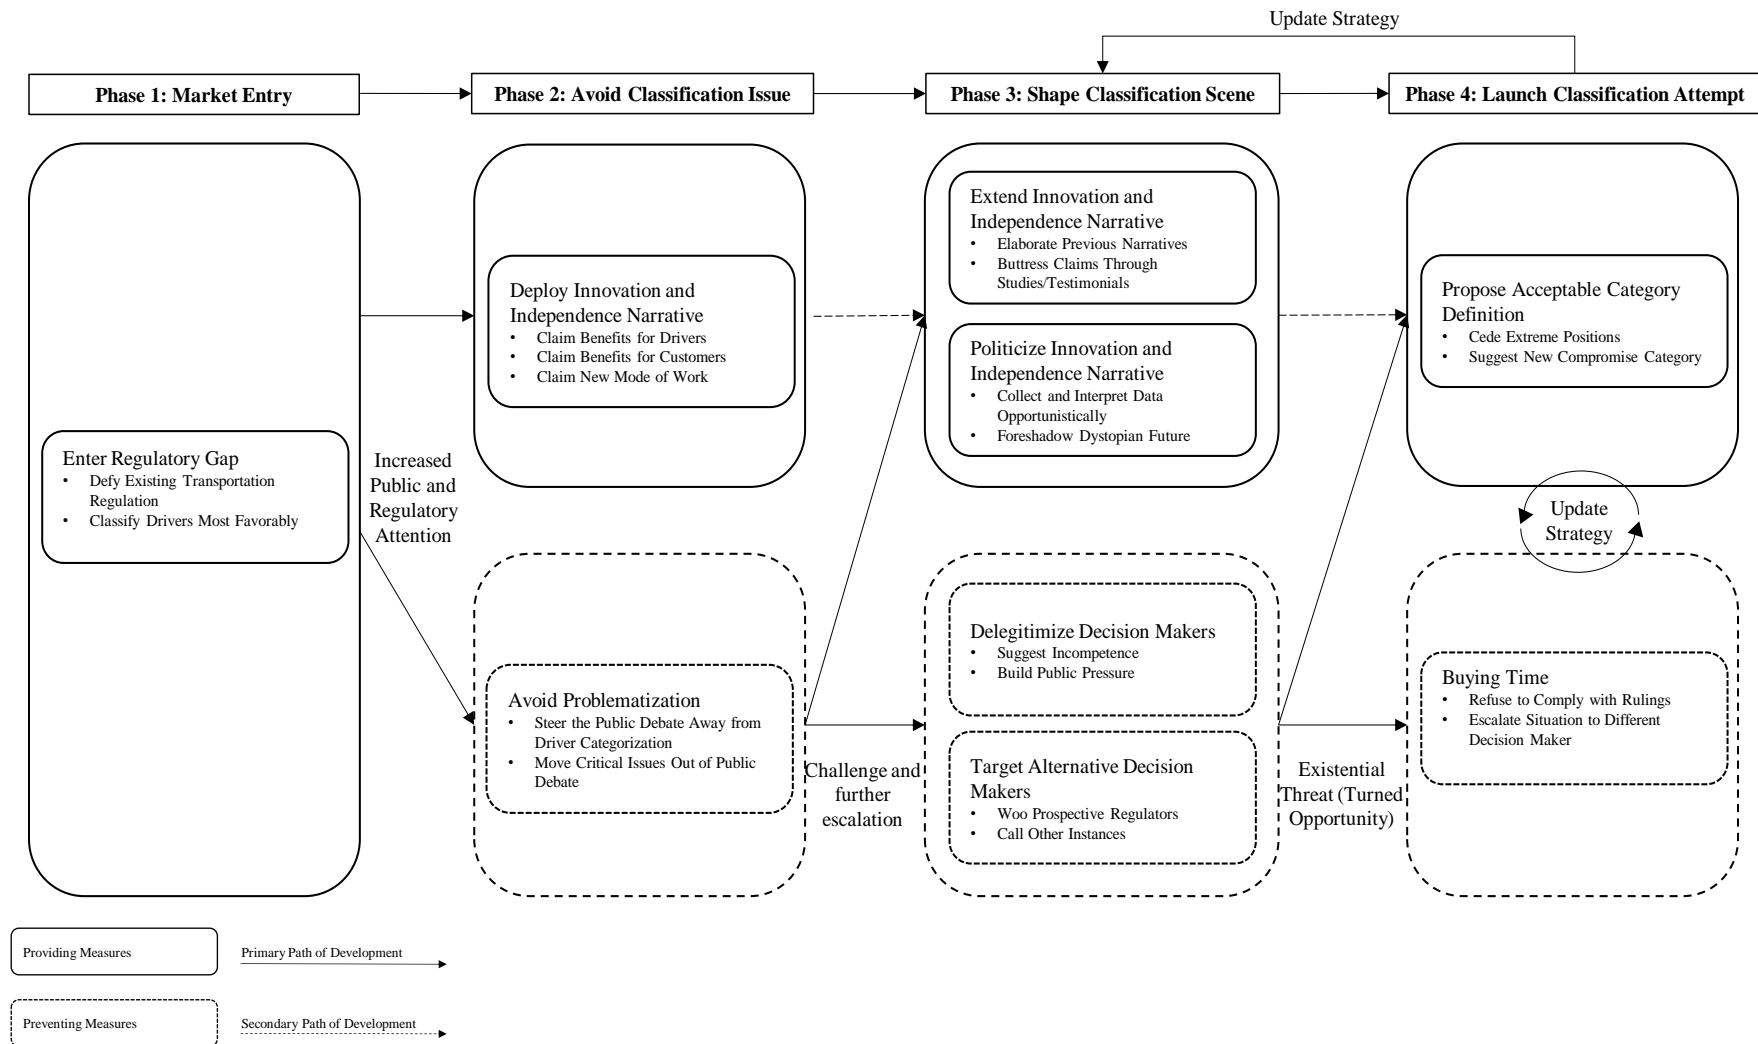 Update Strategy
Phase 1: Market Entry
Phase 2: Avoid Classification Issue
Phase 3: Shape Classification Scene
Phase 4: Launch Classification Attempt
Enter Regulatory Gap
• Defy Existing Transportation
Regulation
• Classify Drivers Most Favorably
Increased
Public and
Regulatory
Attention
Deploy Innovation and
Independence Narrative
• Claim Benefits for Drivers
• Claim Benefits for Customers
• Claim New Mode of Work
Avoid Problematization
• Steer the Public Debate Away from
Driver Categorization
• Move Critical Issues Out of Public
Debate
Challenge and
further
escalation
Extend Innovation and
Independence Narrative
• Elaborate Previous Narratives
• Buttress Claims Through
Studies/Testimonials
Politicize Innovation and
Independence Narrative
• Collect and Interpret Data
Opportunistically
• Foreshadow Dystopian Future
Delegitimize Decision Makers
• Suggest Incompetence
• Build Public Pressure
Target Alternative Decision
Makers
• Woo Prospective Regulators
• Call Other Instances
Existential
Threat (Turned
Opportunity)
Propose Acceptable Category
Definition
• Cede Extreme Positions
• Suggest New Compromise Category
Update
Strategy
Buying Time
• Refuse to Comply with Rulings
• Escalate Situation to Different
Decision Maker
Providing Measures
Primary Path of Development
Preventing Measures
Secondary Path of Development